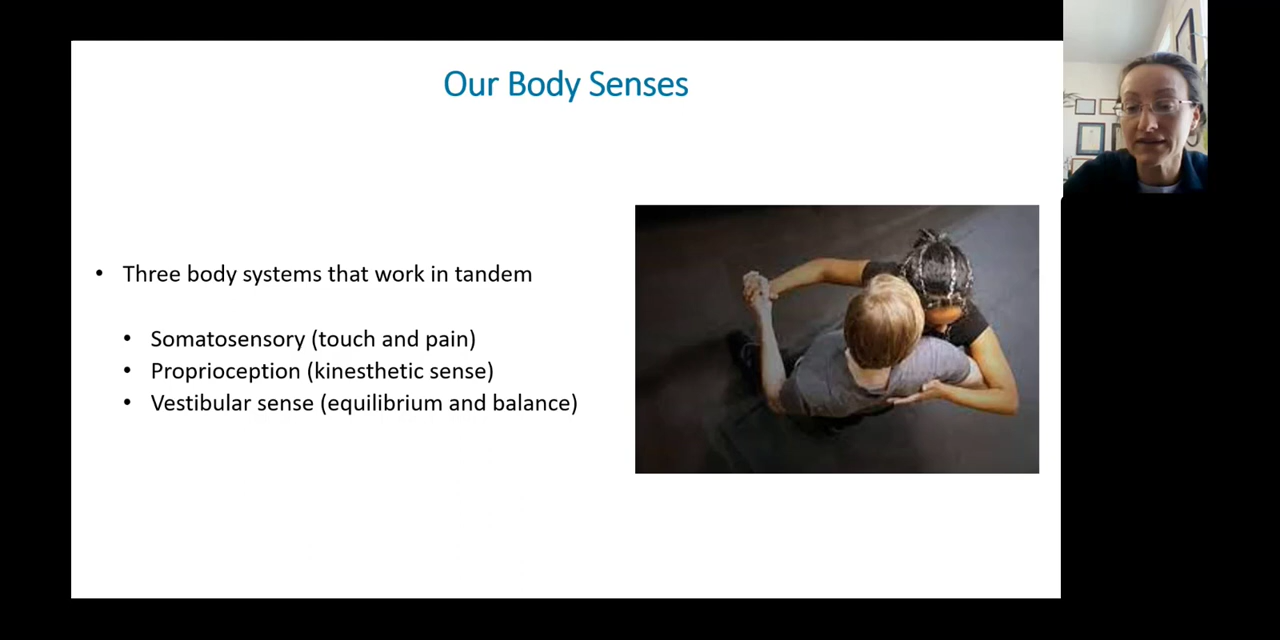 Our Body Senses
• Three body systems that work in tandem
• Somatosensory (touch and pain)
• Proprioception (kinesthetic sense)
• Vestibular sense (equilibrium and balance)